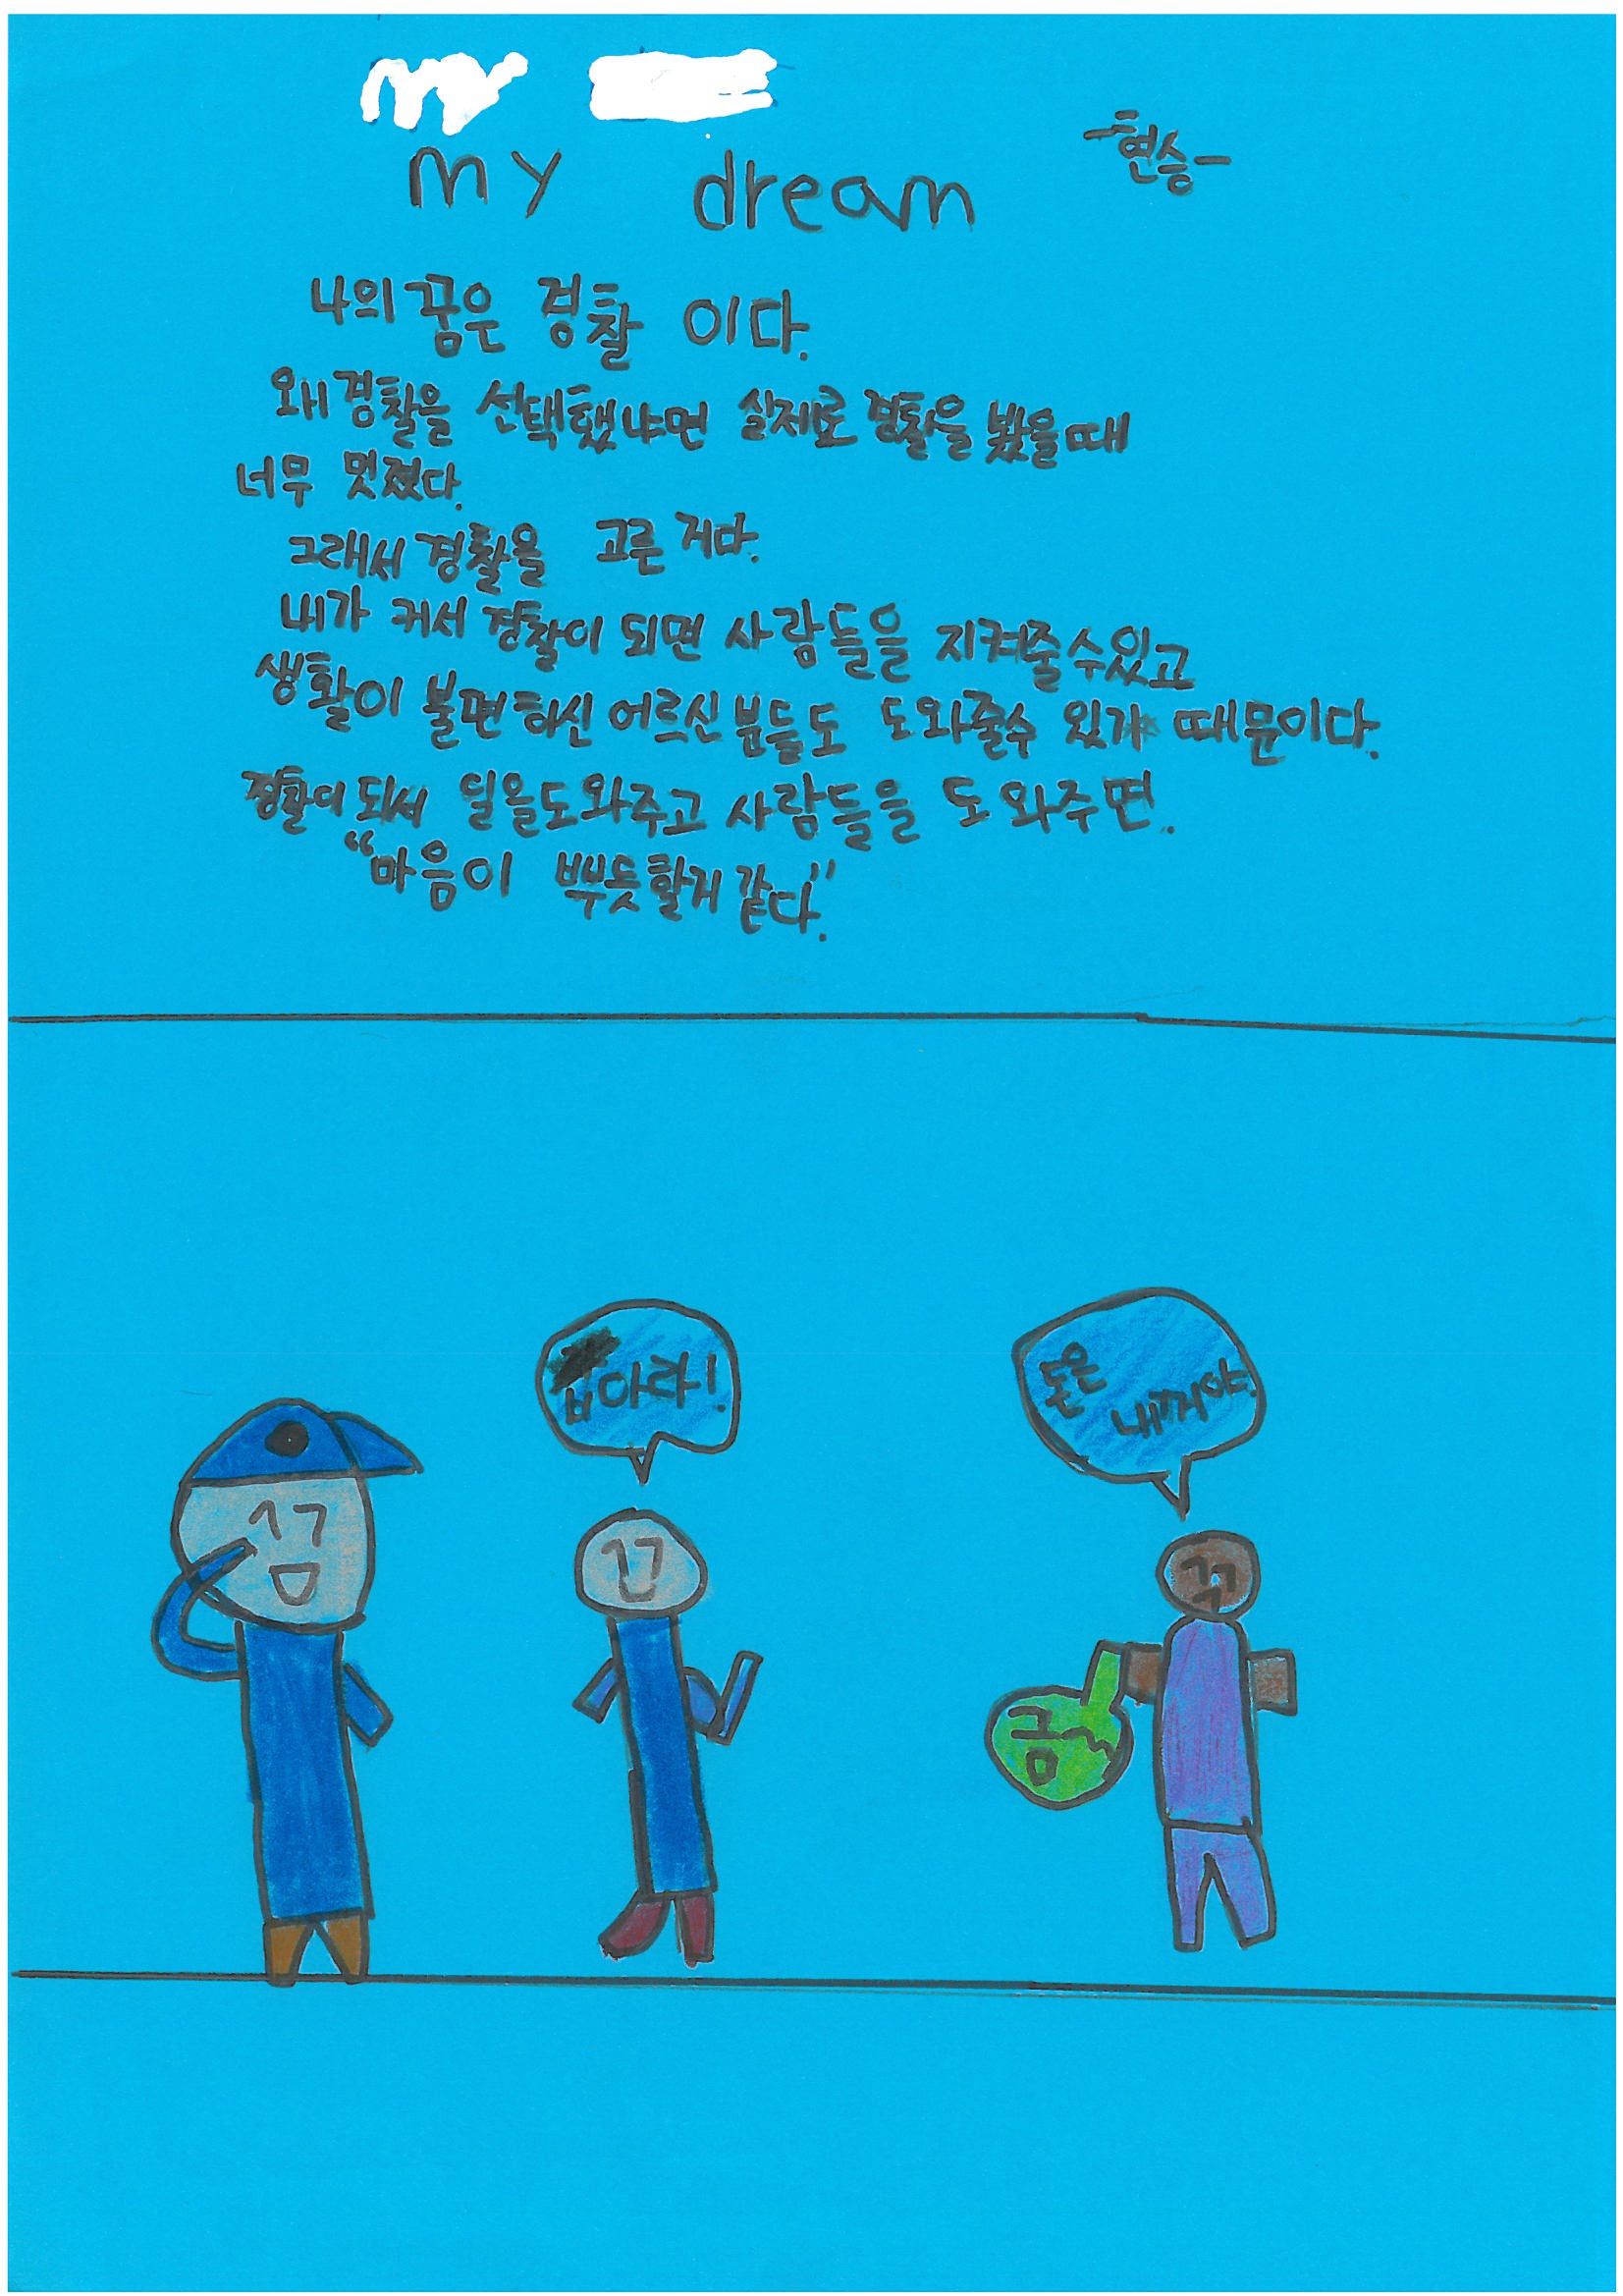 my dream
-현승-
나의 꿈은 경찰 이다.
왜 경찰을 선택했냐면 실제로 경찰을 봤을때
너무 멋졌다.
그래서 경찰을 고른 거다.
내가 커서 경찰이 되면 사람들을 지켜줄수있고
생활이 불편하신 어르신분들도 도와줄수 있기 때문이다.
경찰이 되서 일을도와주고 사람들을 도와주면.
"마음이 뿌듯할거 같다."
돈은
내꺼야.
금